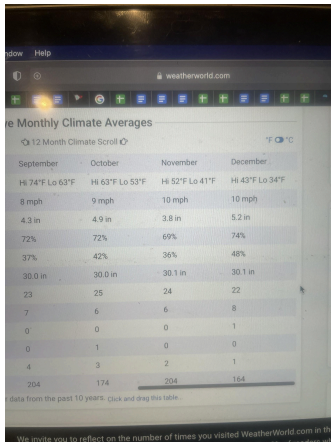 ndow Help
weatherworld.com
ve Monthly Climate Averages
12 Month Climate Scroll
°F °C
September October November December
Hi 74°F Lo 63°F Hi 63°F Lo 53°F Hi 52°F Lo 41°F Hi 43°F Lo 34°F
8 mph 9 mph 10 mph 10 mph
4.3 in 4.9 in 3.8 in 5.2 in
72% 72% 69% 74%
37% 42% 36% 48%
30.0 in 30.0 in 30.1 in 30.1 in
23 25 24 22
7 6 6 8
0 0 0 1
0 1 0 0
4 3 2 1
204 174 204 164
data from the past 10 years. Click and drag this table.
We invite you to reflect on the number of times you visited WeatherWorld.com in th